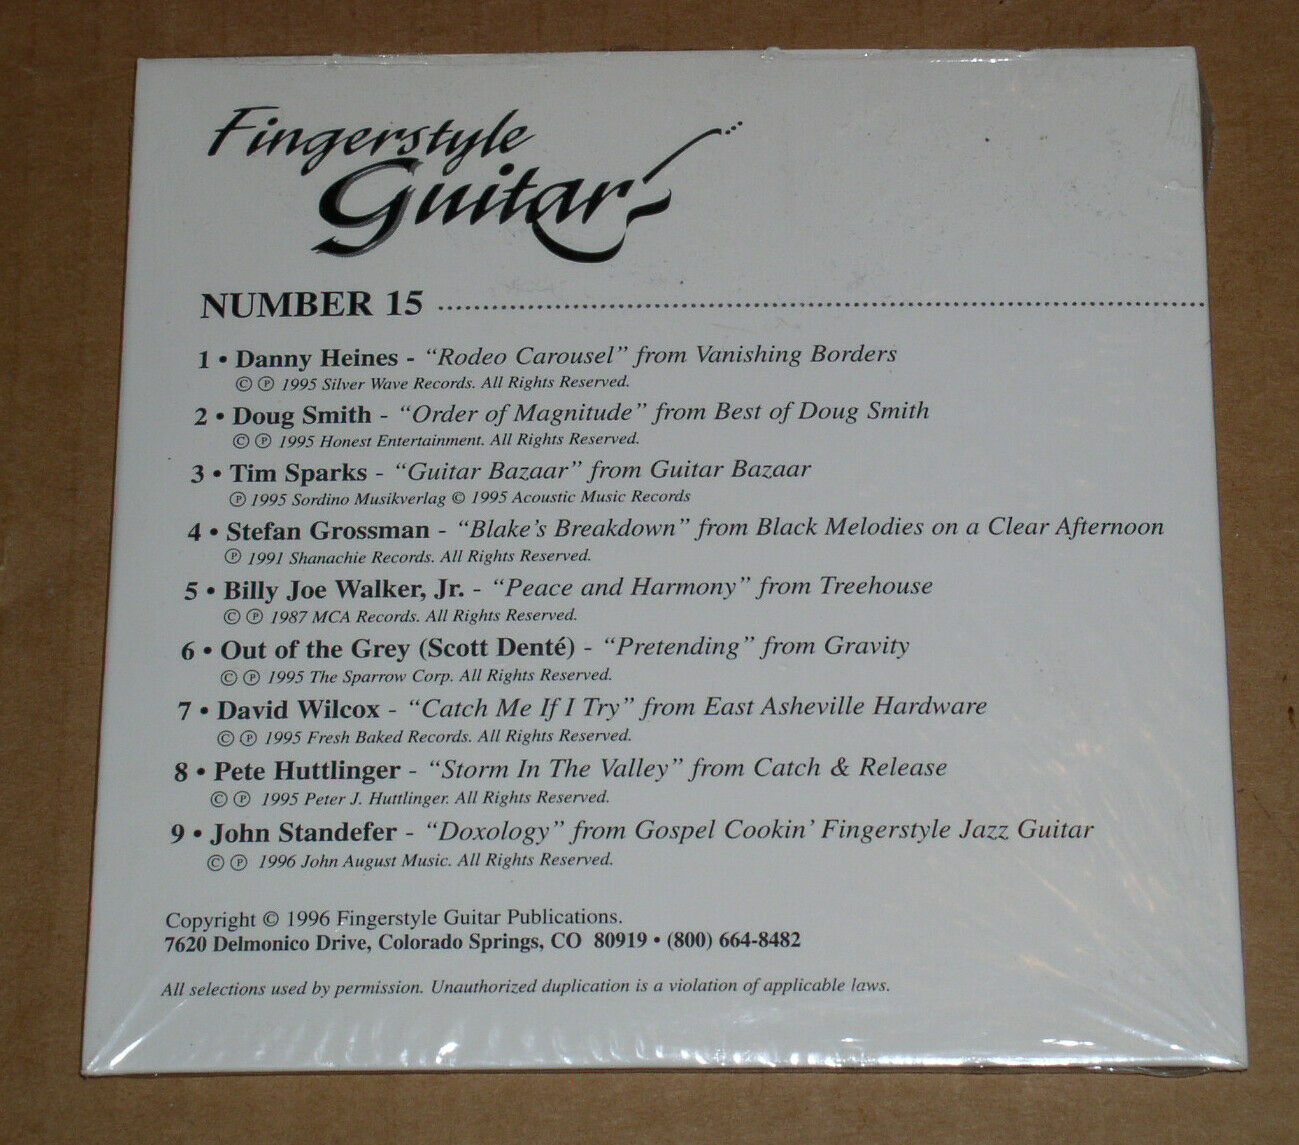 Fingerstyle
Guitar
NUMBER 15
1 • Danny Heines - “Rodeo Carousel” from Vanishing Borders
© ℗ 1995 Silver Wave Records. All Rights Reserved.
2 • Doug Smith - “Order of Magnitude” from Best of Doug Smith
© ℗ 1995 Honest Entertainment. All Rights Reserved.
3 • Tim Sparks - “Guitar Bazaar” from Guitar Bazaar
℗ 1995 Sordino Musikverlag © 1995 Acoustic Music Records
4 • Stefan Grossman - “Blake's Breakdown” from Black Melodies on a Clear Afternoon
℗ 1991 Shanachie Records. All Rights Reserved.
5 • Billy Joe Walker, Jr. - “Peace and Harmony” from Treehouse
© ℗ 1987 MCA Records. All Rights Reserved.
6 • Out of the Grey (Scott Denté) - “Pretending” from Gravity
© ℗ 1995 The Sparrow Corp. All Rights Reserved.
7 • David Wilcox - “Catch Me If I Try” from East Asheville Hardware
© ℗ 1995 Fresh Baked Records. All Rights Reserved.
8 • Pete Huttlinger - “Storm In The Valley” from Catch & Release
© ℗ 1995 Peter J. Huttlinger. All Rights Reserved.
9 • John Standefer - “Doxology” from Gospel Cookin' Fingerstyle Jazz Guitar
© ℗ 1996 John August Music. All Rights Reserved.
Copyright © 1996 Fingerstyle Guitar Publications.
7620 Delmonico Drive, Colorado Springs, CO 80919 • (800) 664-8482
All selections used by permission. Unauthorized duplication is a violation of applicable laws.